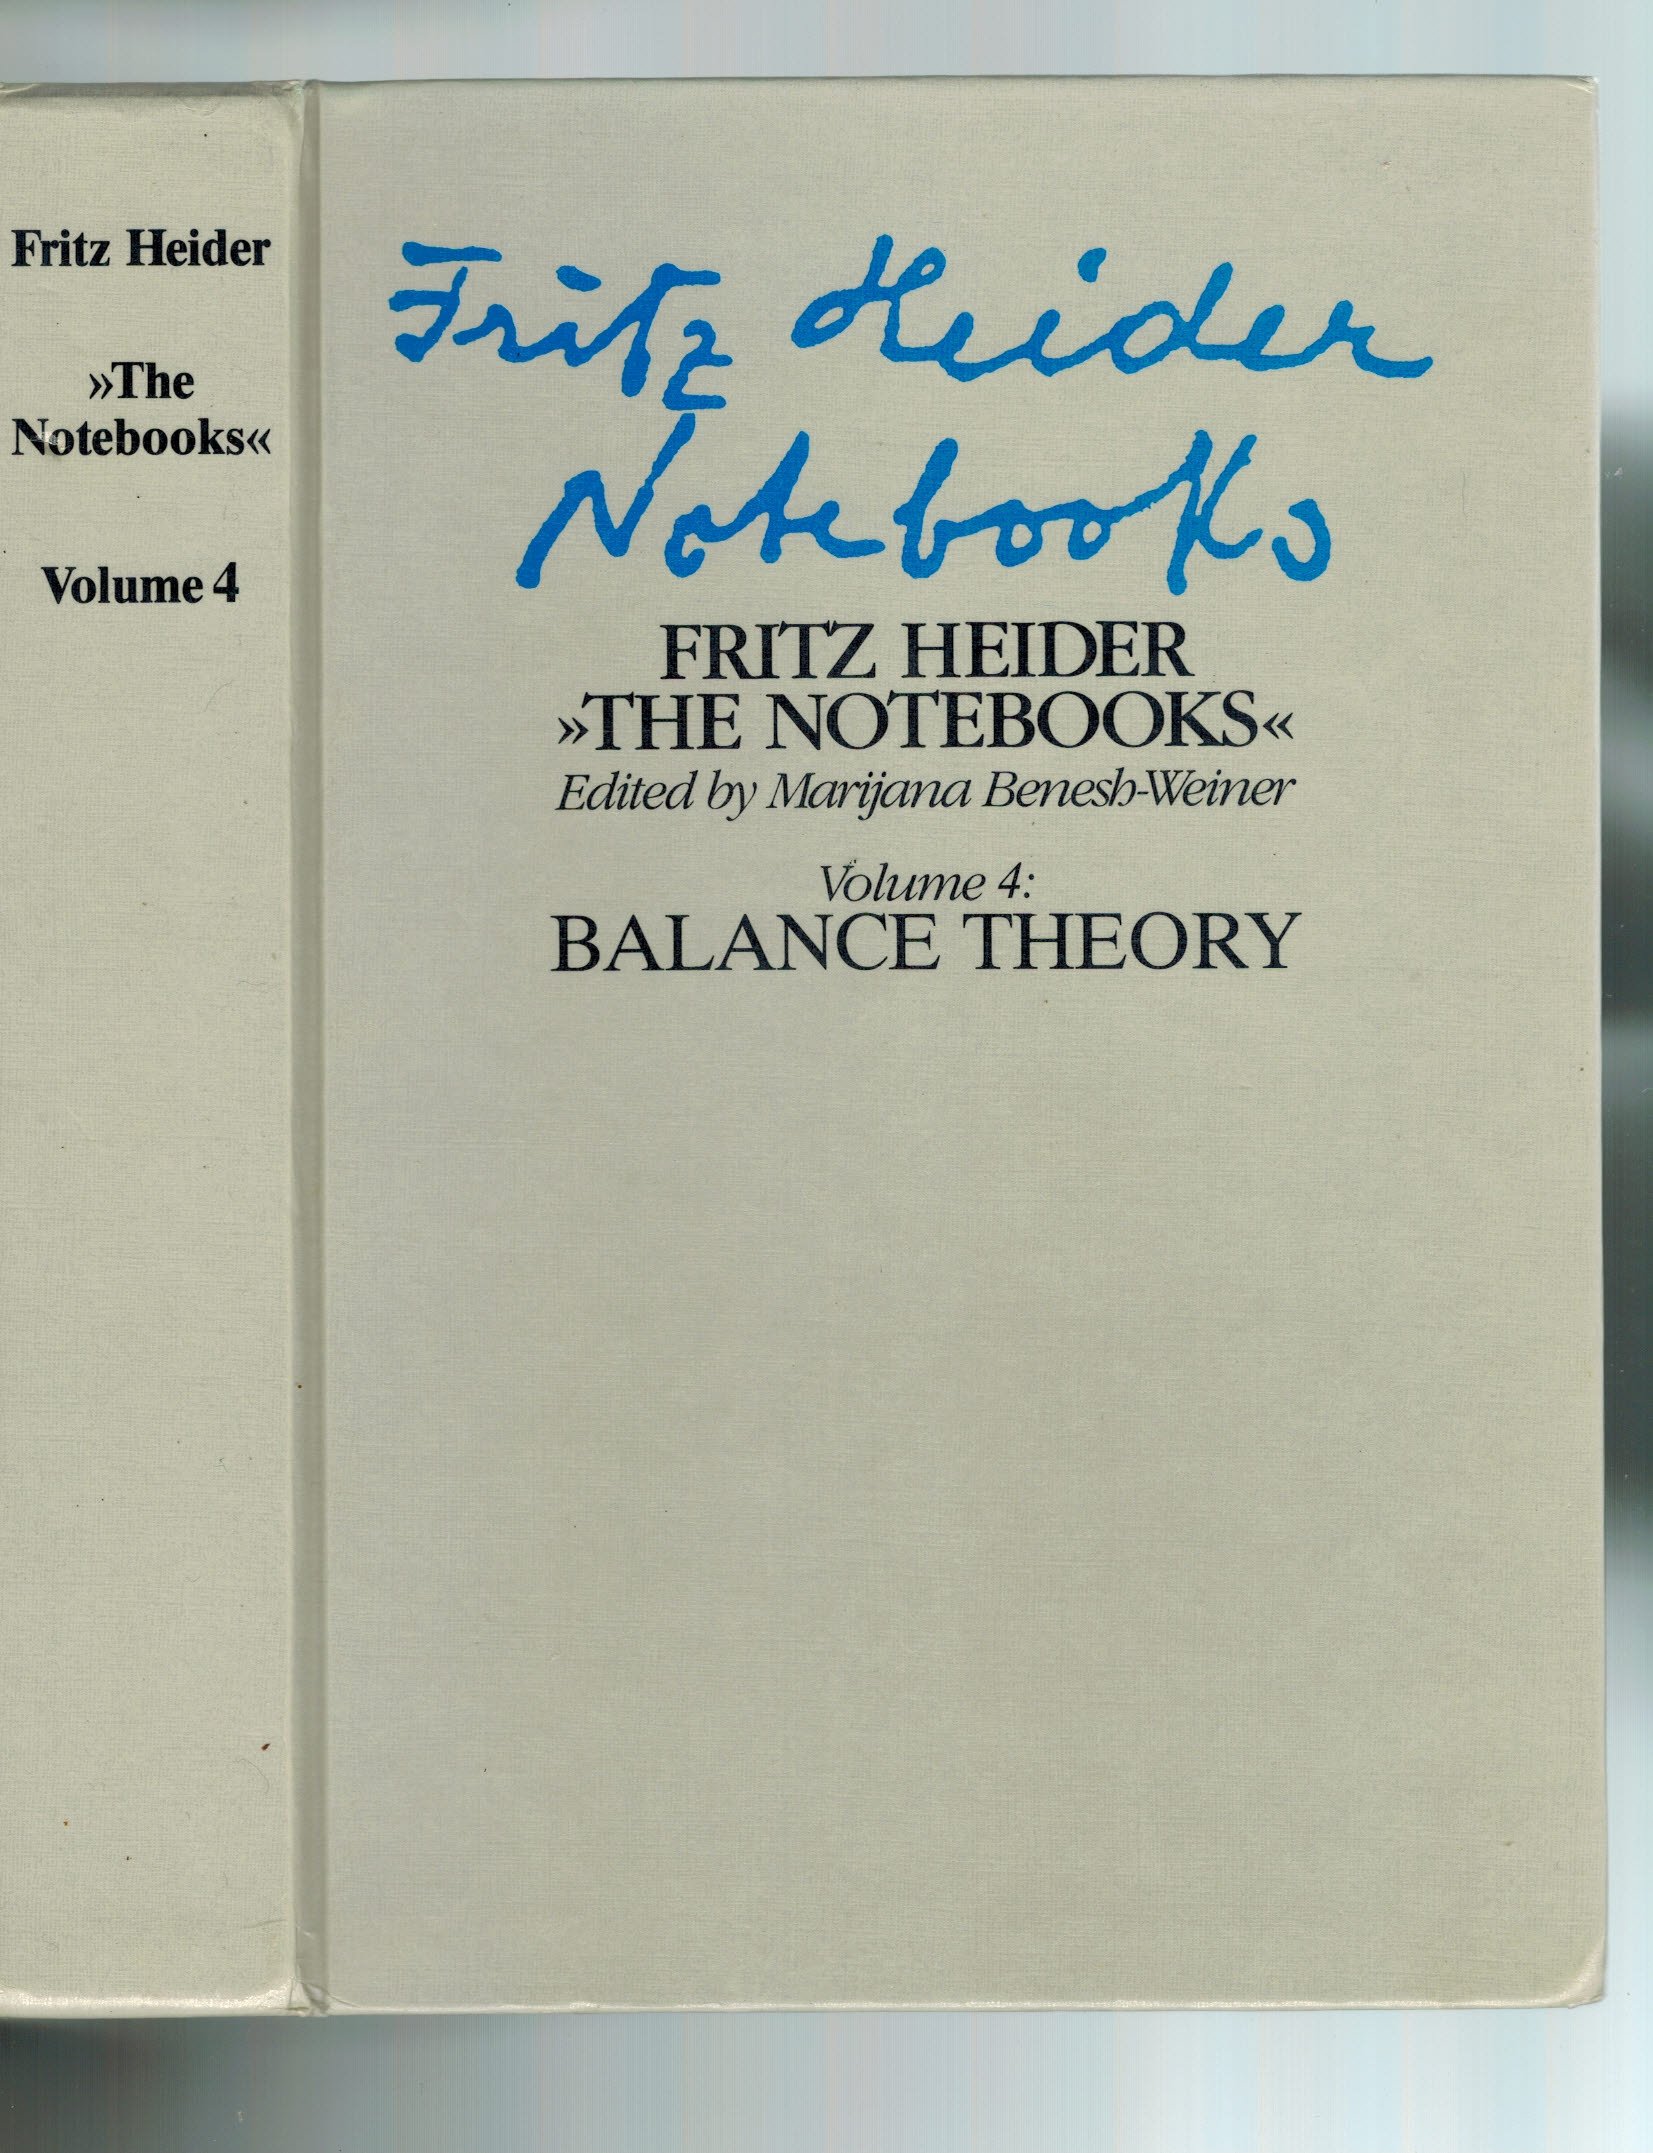 Fritz Heider
»The
Notebooks«
Volume 4
Fritz Heider
Notebooks
FRITZ HEIDER
»THE NOTEBOOKS«
Edited by Marijana Benesh-Weiner
Volume 4:
BALANCE THEORY